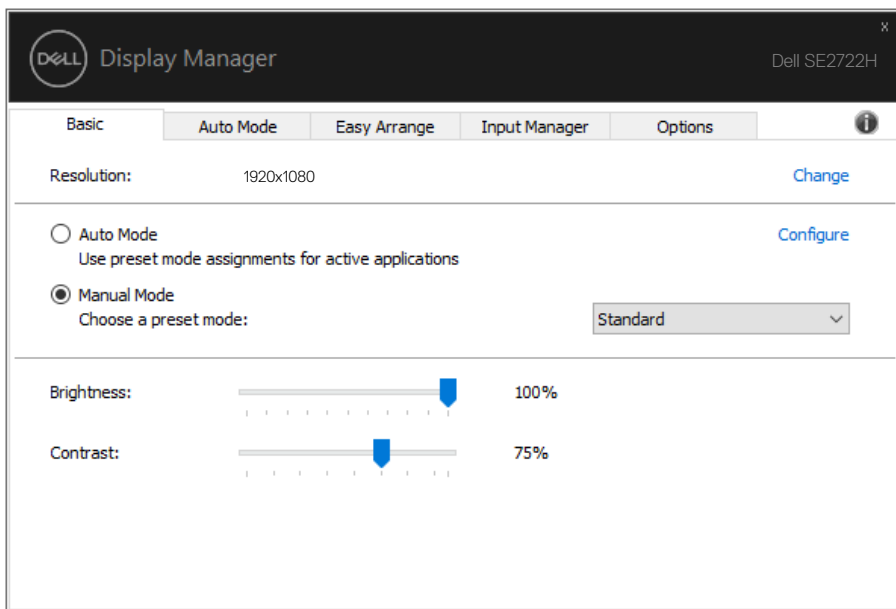 x
DELL Display Manager
Dell SE2722H
Basic Auto Mode Easy Arrange Input Manager Options
Resolution: 1920x1080 Change
Auto Mode Configure
Use preset mode assignments for active applications
Manual Mode
Choose a preset mode: Standard
Brightness: 100%
Contrast: 75%